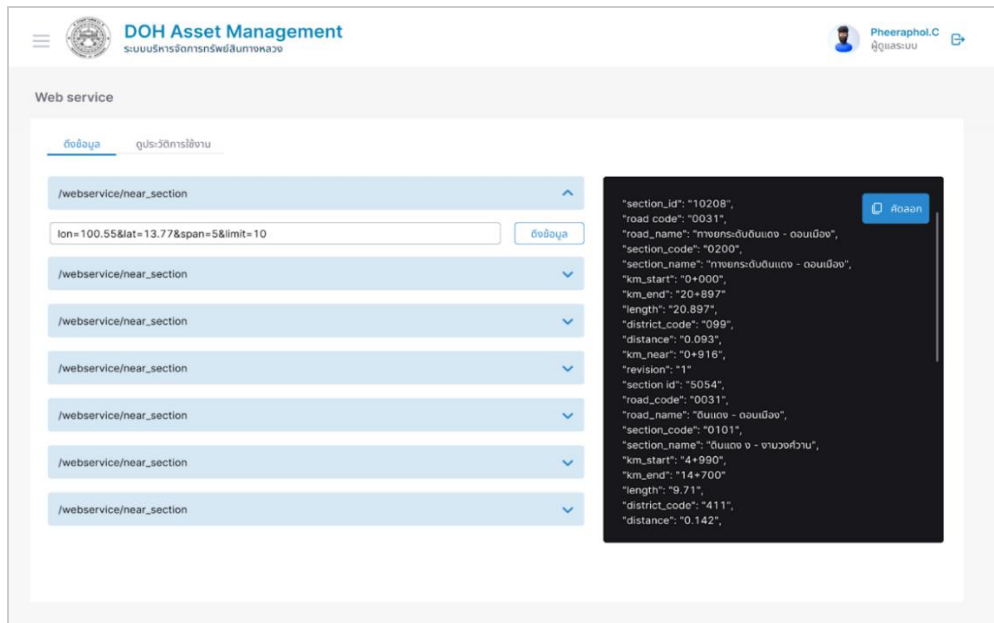 DOH Asset Management
ระบบบริหารจัดการทรัพย์สินทางหลวง
Pheeraphol.C
ผู้ดูแลระบบ
Web service
ดึงข้อมูล
ดูประวัติการใช้งาน
/webservice/near_section
lon=100.55&lat=13.77&span=5&limit=10
ดึงข้อมูล
/webservice/near_section
/webservice/near_section
/webservice/near_section
/webservice/near_section
/webservice/near_section
/webservice/near_section
คัดลอก
"section_id": "10208",
"road code": "0031",
"road_name": "ทางยกระดับดินแดง - ดอนเมือง",
"section_code": "0200",
"section_name": "ทางยกระดับดินแดง - ดอนเมือง",
"km_start": "0+000",
"km_end": "20+897"
"length": "20.897",
"district_code": "099",
"distance": "0.093",
"km_near": "0+916",
"revision": "1"
"section id": "5054",
"road_code": "0031",
"road_name": "ดินแดง - ดอนเมือง",
"section_code": "0101",
"section_name": "ดินแดง ง - งามวงศ์วาน",
"km_start": "4+990",
"km_end": "14+700"
"length": "9.71",
"district_code": "411",
"distance": "0.142",